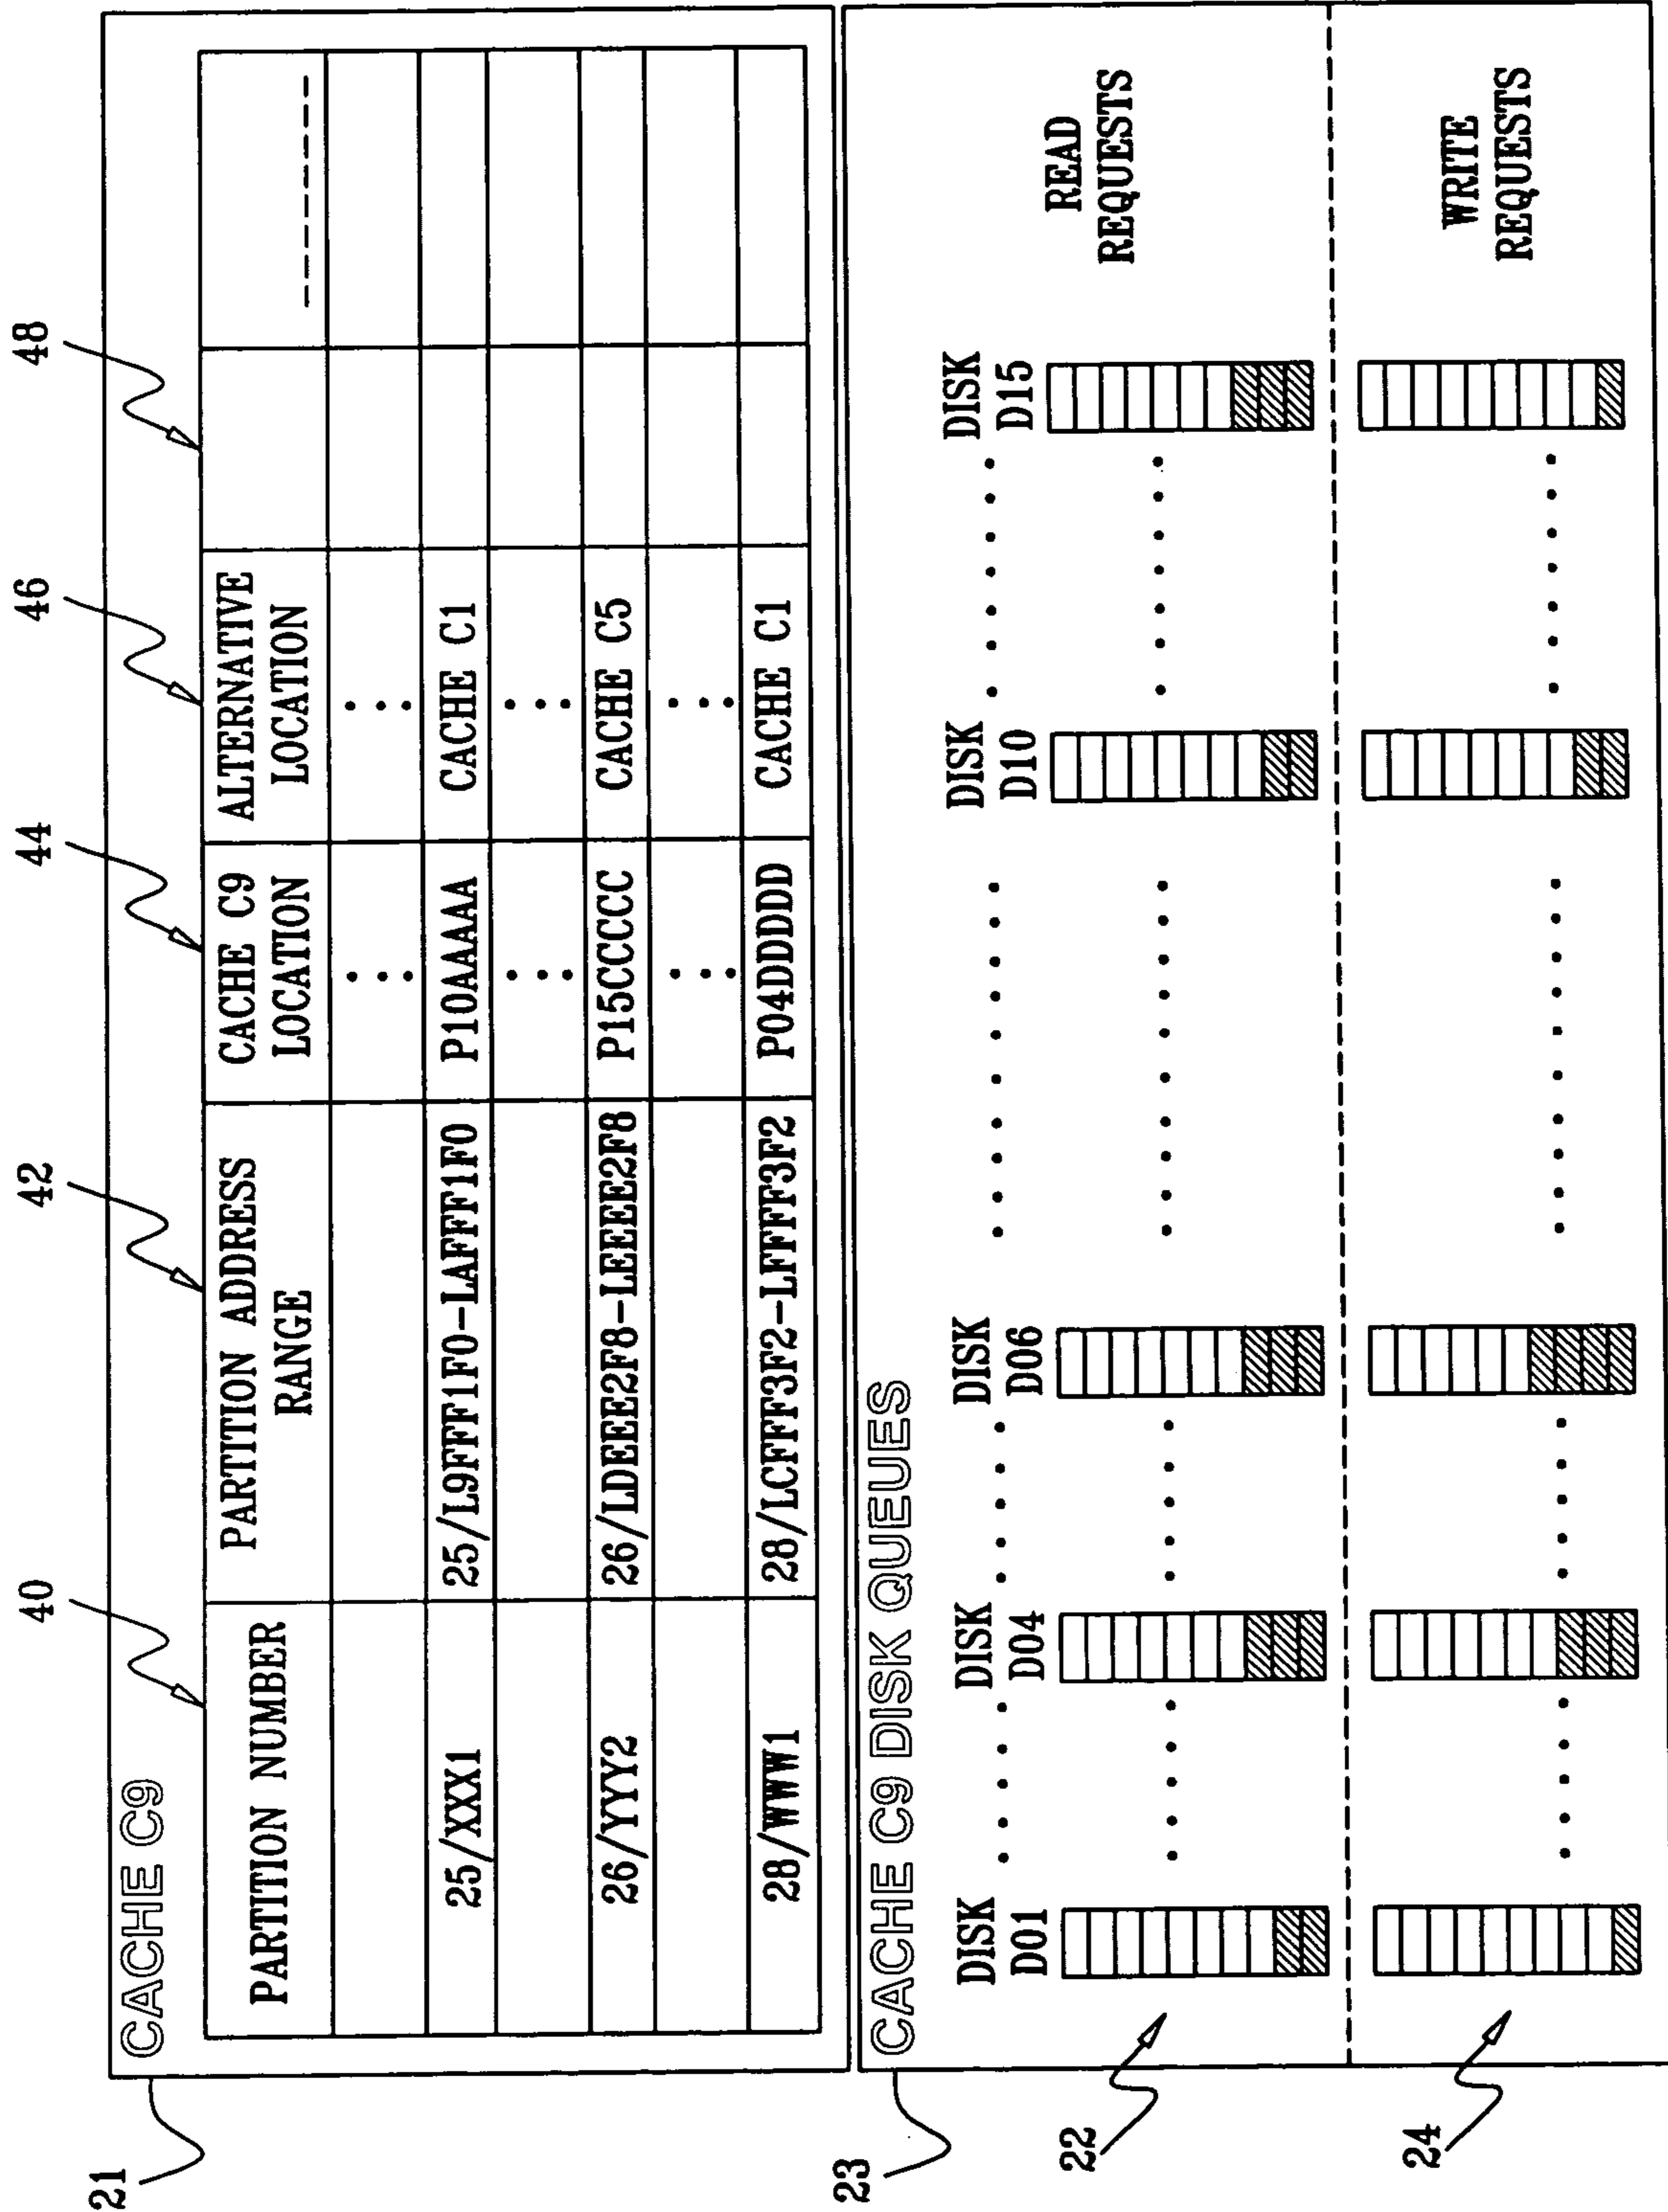 40
42
44
46
48
21
CACHE C9
PARTITION NUMBER
PARTITION ADDRESS
RANGE
CACHE C9
LOCATION
ALTERNATIVE
LOCATION
25/XXX1
25/L9FFF1F0-LAFFF1F0
P10AAAAA
CACHE C1
26/YYY2
26/LDEEE2F8-LEEEE2F8
P15CCCCC
CACHE C5
28/WWW1
28/LCFFF3F2-LFFFF3F2
P04DDDDD
CACHE C1
23
CACHE C9 DISK QUEUES
DISK
D01
DISK
D04
DISK
D06
DISK
D10
DISK
D15
22
READ
REQUESTS
24
WRITE
REQUESTS